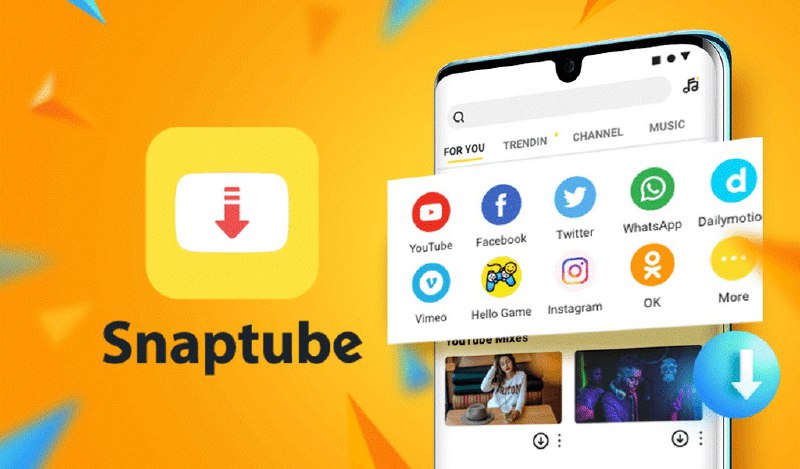 Snaptube
FOR YOU TRENDIN CHANNEL MUSIC
YouTube Facebook Twitter WhatsApp Dailymotio
Vimeo Hello Game Instagram OK More
YouTube Mixes